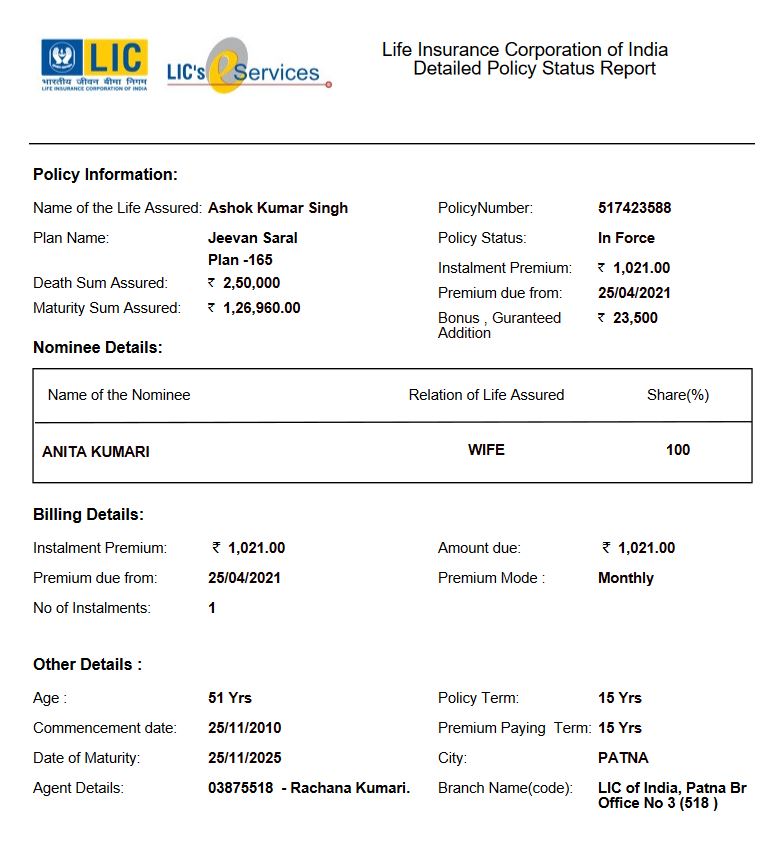 LIC
भारतीय जीवन बीमा निगम
LIFE INSURANCE CORPORATION OF INDIA
LIC's eServices
Life Insurance Corporation of India
Detailed Policy Status Report
Policy Information:
Name of the Life Assured: Ashok Kumar Singh PolicyNumber: 517423588
Plan Name: Jeevan Saral Policy Status: In Force
Plan -165
Instalment Premium: ₹ 1,021.00
Death Sum Assured: ₹ 2,50,000
Premium due from: 25/04/2021
Maturity Sum Assured: ₹ 1,26,960.00
Bonus , Guranteed ₹ 23,500
Addition
Nominee Details:
Name of the Nominee Relation of Life Assured Share(%)
ANITA KUMARI WIFE 100
Billing Details:
Instalment Premium: ₹ 1,021.00 Amount due: ₹ 1,021.00
Premium due from: 25/04/2021 Premium Mode : Monthly
No of Instalments: 1
Other Details :
Age : 51 Yrs Policy Term: 15 Yrs
Commencement date: 25/11/2010 Premium Paying Term: 15 Yrs
Date of Maturity: 25/11/2025 City: PATNA
Agent Details: 03875518 - Rachana Kumari. Branch Name(code): LIC of India, Patna Br
Office No 3 (518 )